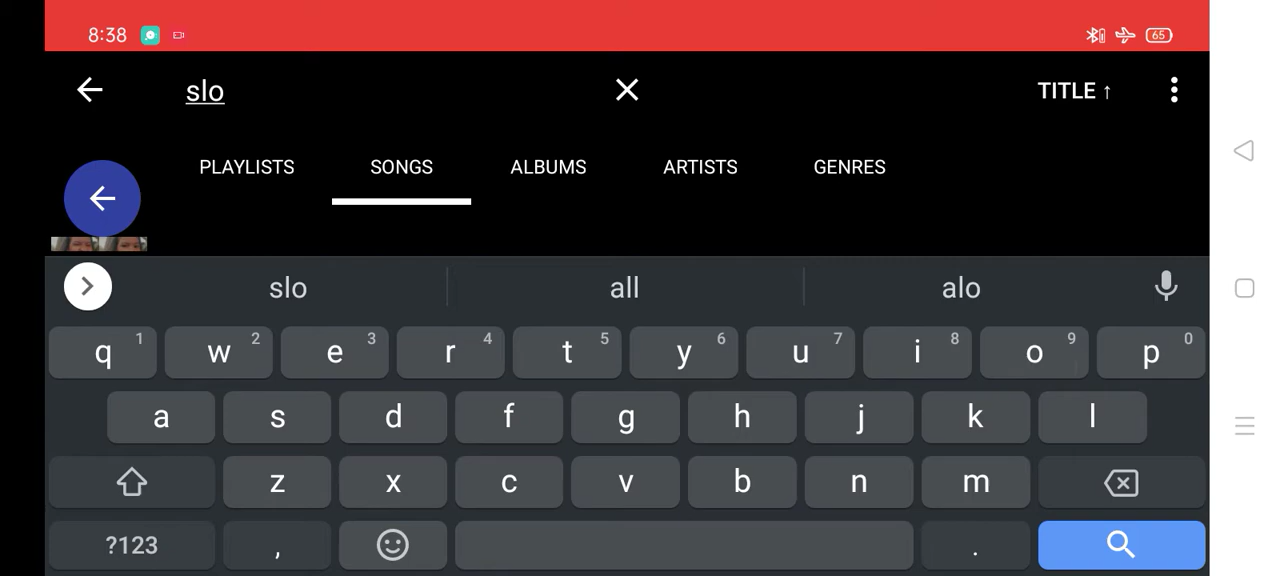 8:38 65
slo TITLE ↑
PLAYLISTS SONGS ALBUMS ARTISTS GENRES
slo all alo
q 1 w 2 e 3 r 4 t 5 y 6 u 7 i 8 o 9 p 0
a s d f g h j k l
z x c v b n m
?123 , .